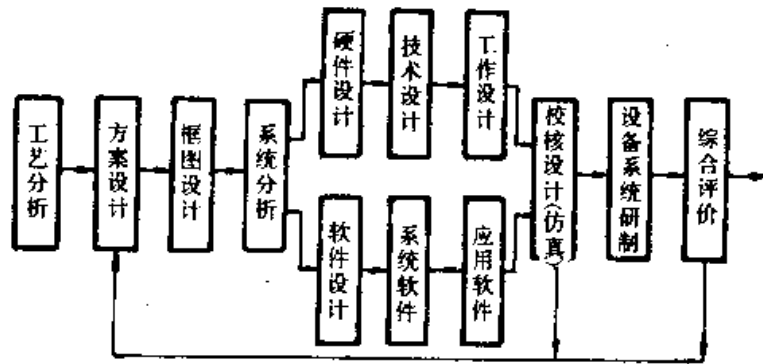 工艺分析
方案设计
框图设计
系统分析
硬件设计
技术设计
工作设计
软件设计
系统软件
应用软件
校核设计(仿真)
设备系统研制
综合评价